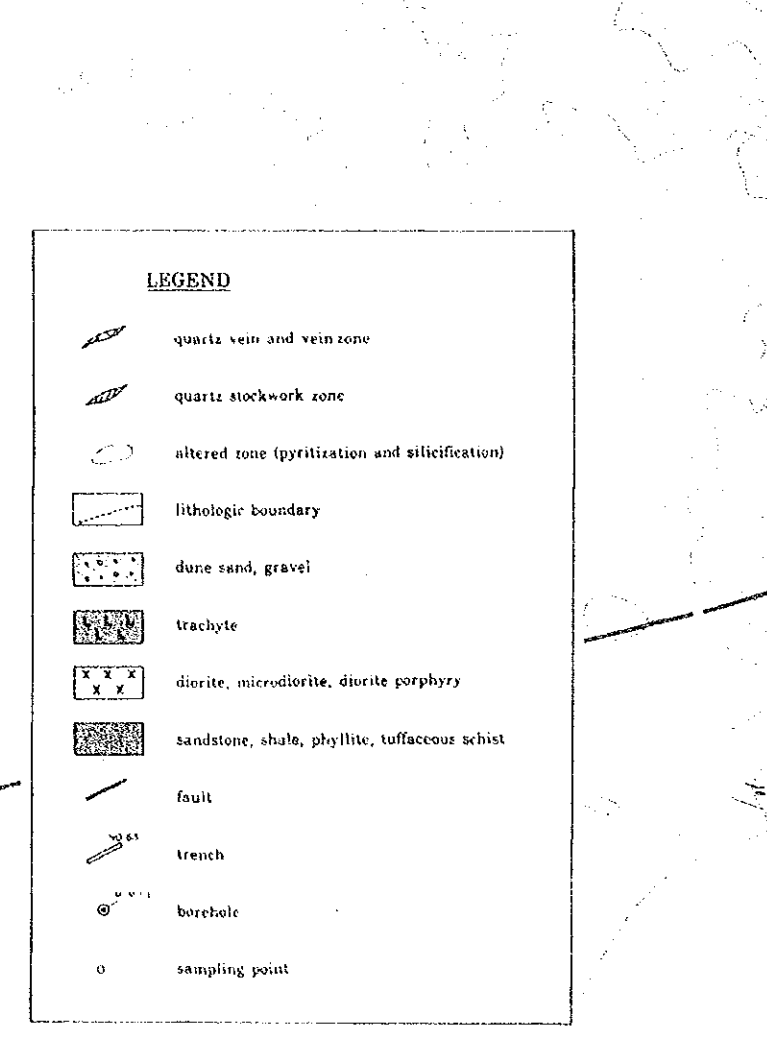 LEGEND
quartz vein and vein zone
quartz stockwork zone
altered zone (pyritization and silicification)
lithologic boundary
dune sand, gravel
trachyte
diorite, microdiorite, diorite porphyry
sandstone, shale, phyllite, tuffaceous schist
fault
trench
borehole
sampling point